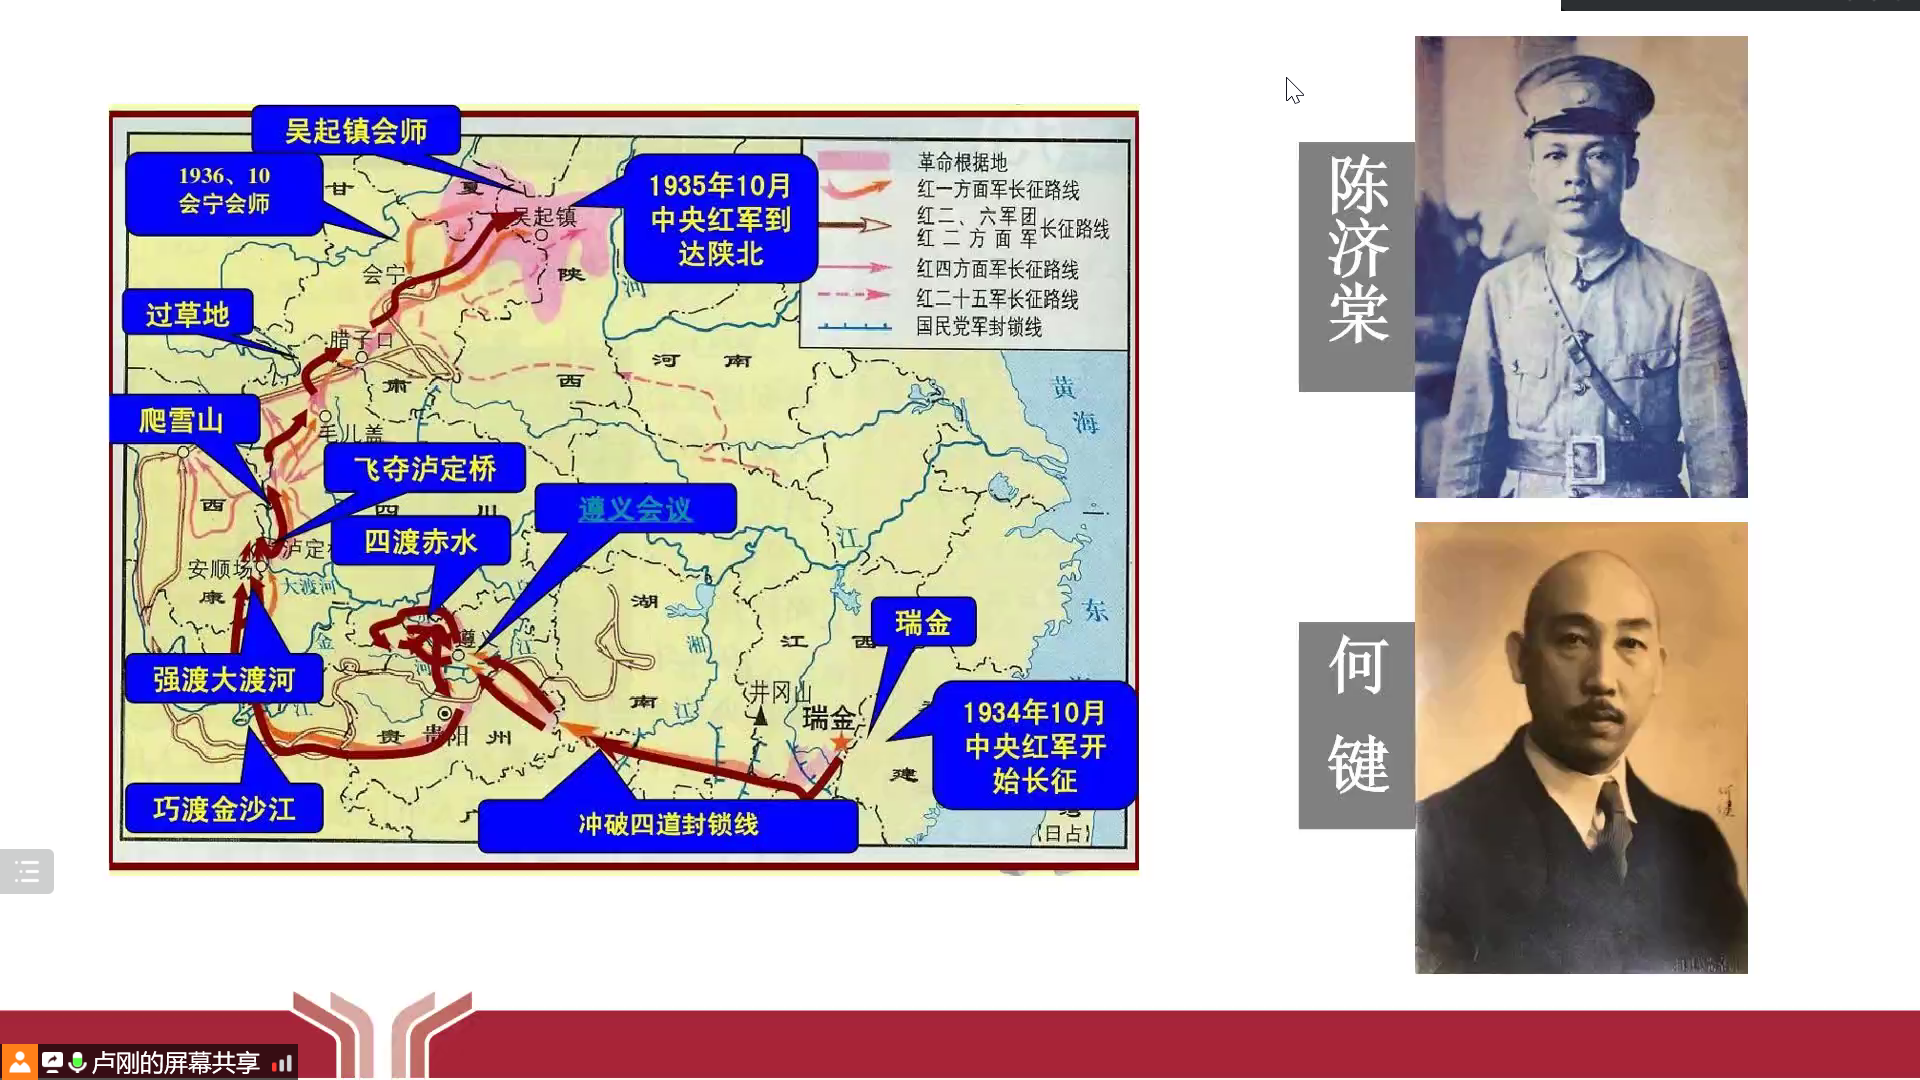 吴起镇会师
1936、10
会宁会师
1935年10月
中央红军到
达陕北
过草地
爬雪山
飞夺泸定桥
四渡赤水
遵义会议
强渡大渡河
巧渡金沙江
冲破四道封锁线
瑞金
1934年10月
中央红军开
始长征
革命根据地
红一方面军长征路线
红二、六军团
红二方面军
长征路线
红四方面军长征路线
红二十五军长征路线
国民党军封锁线
甘
夏
吴起镇
陕
河
会宁
腊子口
肃
西
河南
黄
海
毛儿盖
西
四
川
泸定
安顺场
大渡河
康
金
江
遵义
河
江
湖
湘
南
江
江
江
西
东
井冈山
瑞金
贵
贵阳
州
建
(日占)
陈济棠
何键
卢刚的屏幕共享